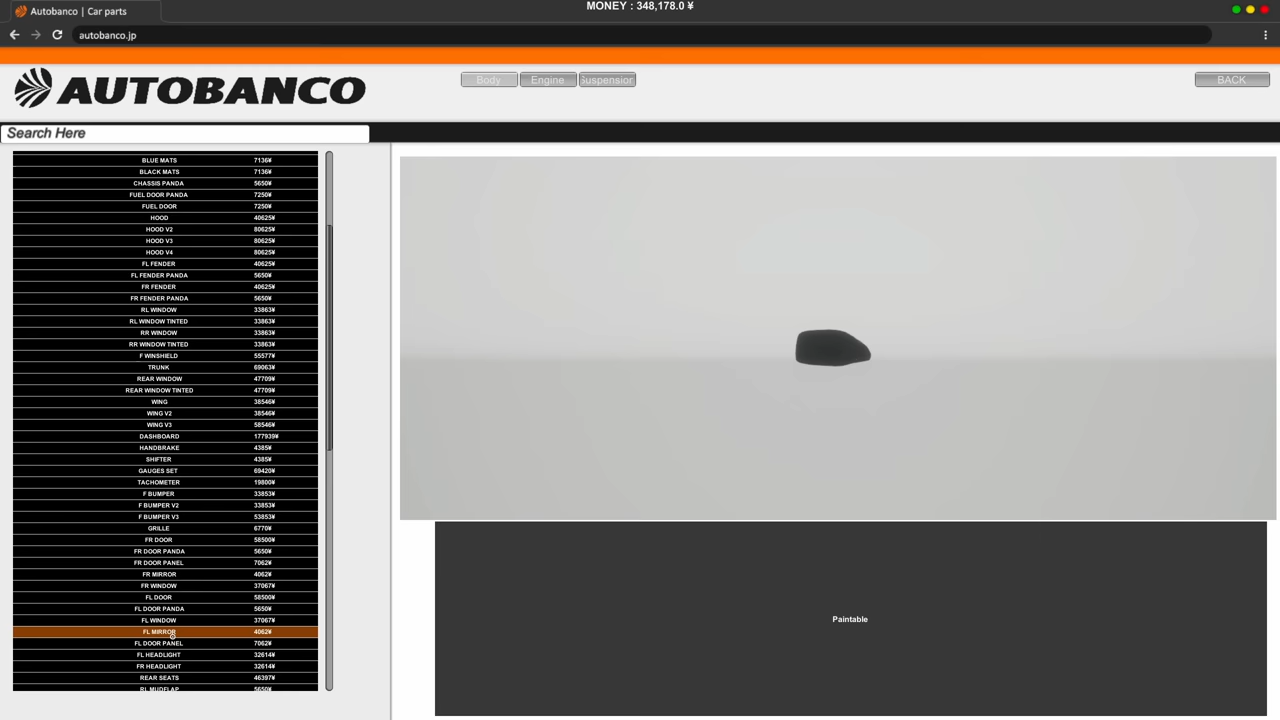 Autobanco | Car parts
MONEY : 348,178.0 ¥
autobanco.jp
AUTOBANCO
Body
Engine
Suspension
BACK
Search Here
BLUE MATS 7136¥
BLACK MATS 7136¥
CHASSIS PANDA 5650¥
FUEL DOOR PANDA 7250¥
FUEL DOOR 7250¥
HOOD 40625¥
HOOD V2 80625¥
HOOD V3 80625¥
HOOD V4 80625¥
FL FENDER 40625¥
FL FENDER PANDA 5650¥
FR FENDER 40625¥
FR FENDER PANDA 5650¥
RL WINDOW 33863¥
RL WINDOW TINTED 33863¥
RR WINDOW 33863¥
RR WINDOW TINTED 33863¥
F WINSHIELD 55577¥
TRUNK 69063¥
REAR WINDOW 47709¥
REAR WINDOW TINTED 47709¥
WING 38546¥
WING V2 38546¥
WING V3 58546¥
DASHBOARD 177939¥
HANDBRAKE 4385¥
SHIFTER 4385¥
GAUGES SET 69420¥
TACHOMETER 19800¥
F BUMPER 33853¥
F BUMPER V2 33853¥
F BUMPER V3 53853¥
GRILLE 6770¥
FR DOOR 58500¥
FR DOOR PANDA 5650¥
FR DOOR PANEL 7062¥
FR MIRROR 4062¥
FR WINDOW 37067¥
FL DOOR 58500¥
FL DOOR PANDA 5650¥
FL WINDOW 37067¥
FL MIRROR 4062¥
FL DOOR PANEL 7062¥
FL HEADLIGHT 32614¥
FR HEADLIGHT 32614¥
REAR SEATS 46397¥
RL MUDFLAP 5650¥
Paintable